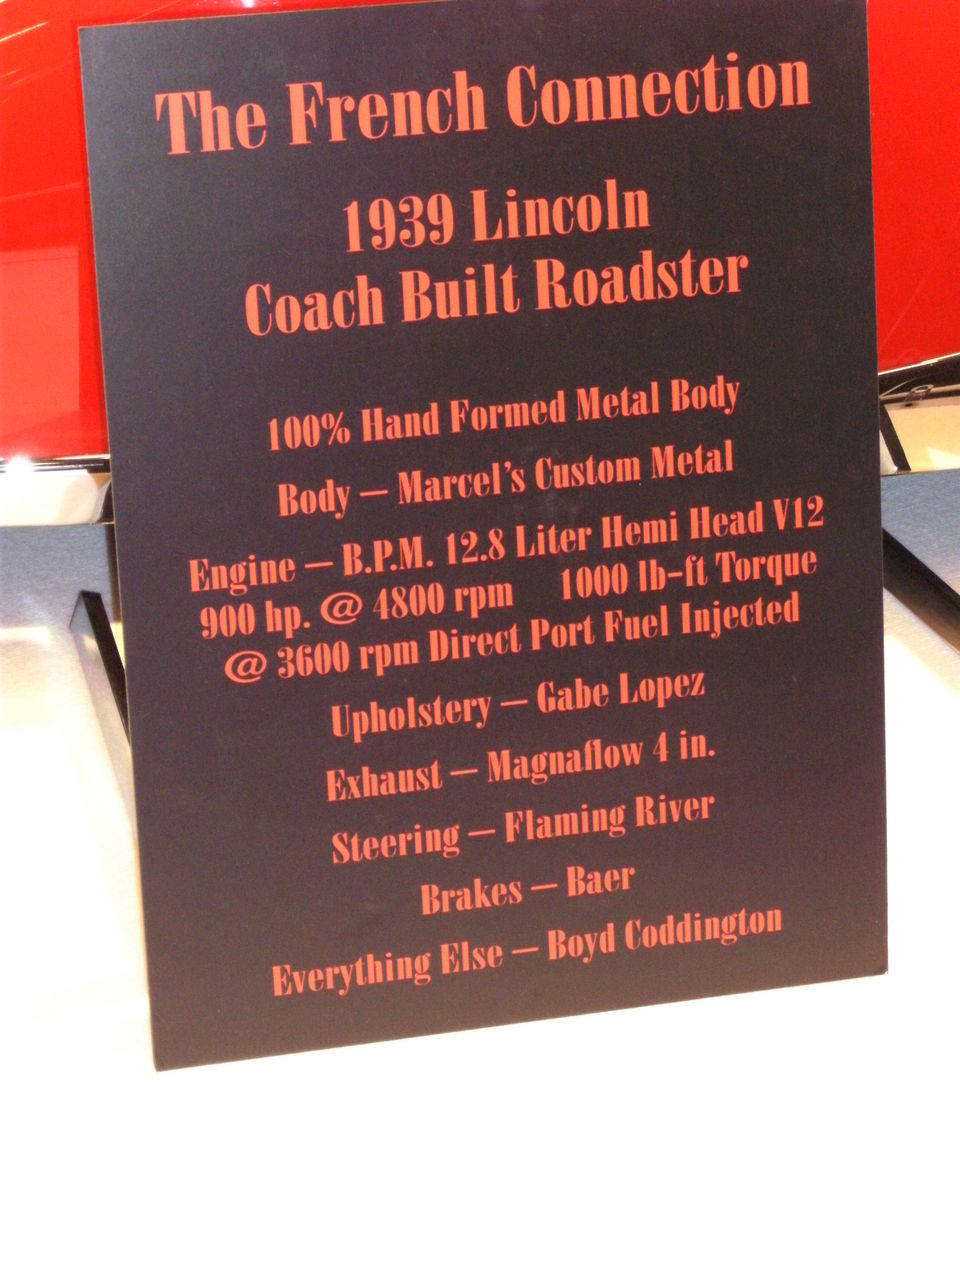 The French Connection
1939 Lincoln
Coach Built Roadster
100% Hand Formed Metal Body
Body – Marcel's Custom Metal
Engine – B.P.M. 12.8 Liter Hemi Head V12
900 hp. @ 4800 rpm 1000 lb-ft Torque
@ 3600 rpm Direct Port Fuel Injected
Upholstery – Gabe Lopez
Exhaust – Magnaflow 4 in.
Steering – Flaming River
Brakes – Baer
Everything Else – Boyd Coddington